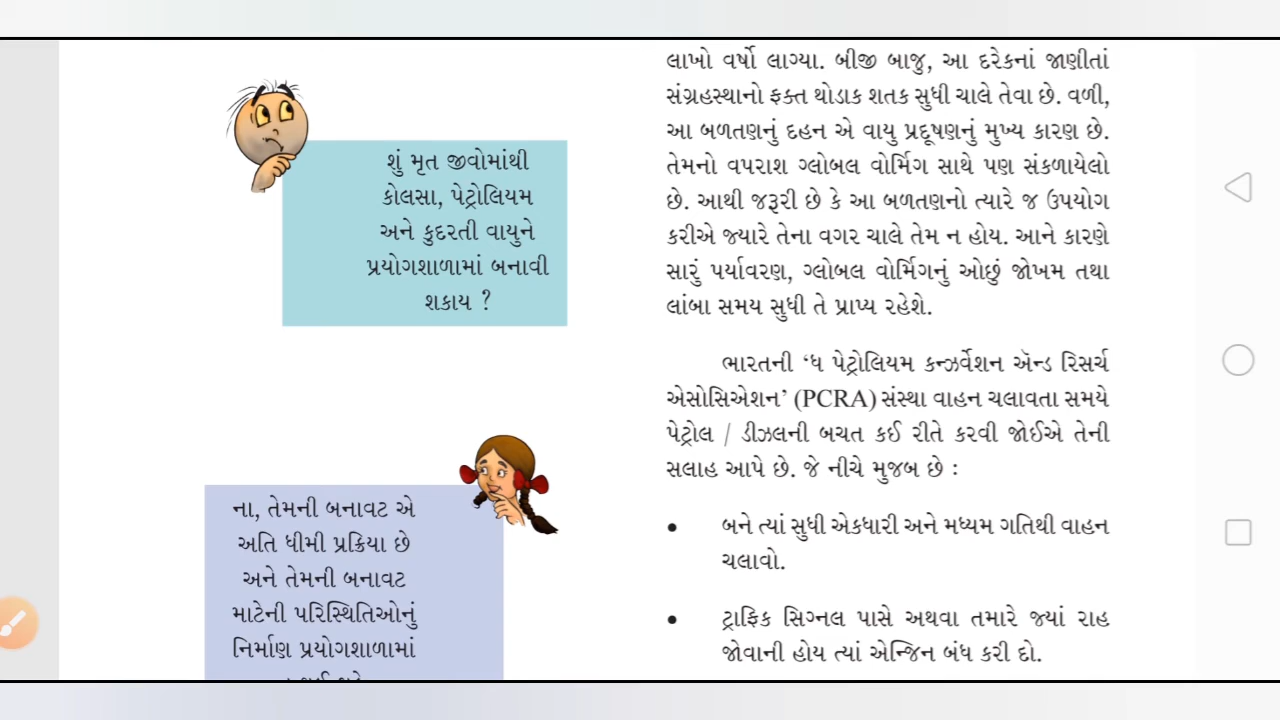 શું મૃત જીવોમાંથી
કોલસા, પેટ્રોલિયમ
અને કુદરતી વાયુને
પ્રયોગશાળામાં બનાવી
શકાય ?
ના, તેમની બનાવટ એ
અતિ ધીમી પ્રક્રિયા છે
અને તેમની બનાવટ
માટેની પરિસ્થિતિઓનું
નિર્માણ પ્રયોગશાળામાં
લાખો વર્ષો લાગ્યા. બીજી બાજુ, આ દરેકનાં જાણીતાં
સંગ્રહસ્થાનો ફક્ત થોડાક શતક સુધી ચાલે તેવા છે. વળી,
આ બળતણનું દહન એ વાયુ પ્રદૂષણનું મુખ્ય કારણ છે.
તેમનો વપરાશ ગ્લોબલ વોર્મિગ સાથે પણ સંકળાયેલો
છે. આથી જરૂરી છે કે આ બળતણનો ત્યારે જ ઉપયોગ
કરીએ જ્યારે તેના વગર ચાલે તેમ ન હોય. આને કારણે
સારું પર્યાવરણ, ગ્લોબલ વોર્મિગનું ઓછું જોખમ તથા
લાંબા સમય સુધી તે પ્રાપ્ય રહેશે.
ભારતની ‘ધ પેટ્રોલિયમ કન્ઝર્વેશન ઍન્ડ રિસર્ચ
એસોસિએશન’ (PCRA) સંસ્થા વાહન ચલાવતા સમયે
પેટ્રોલ / ડીઝલની બચત કઈ રીતે કરવી જોઈએ તેની
સલાહ આપે છે. જે નીચે મુજબ છે :
• બને ત્યાં સુધી એકધારી અને મધ્યમ ગતિથી વાહન
ચલાવો.
• ટ્રાફિક સિગ્નલ પાસે અથવા તમારે જ્યાં રાહ
જોવાની હોય ત્યાં એન્જિન બંધ કરી દો.